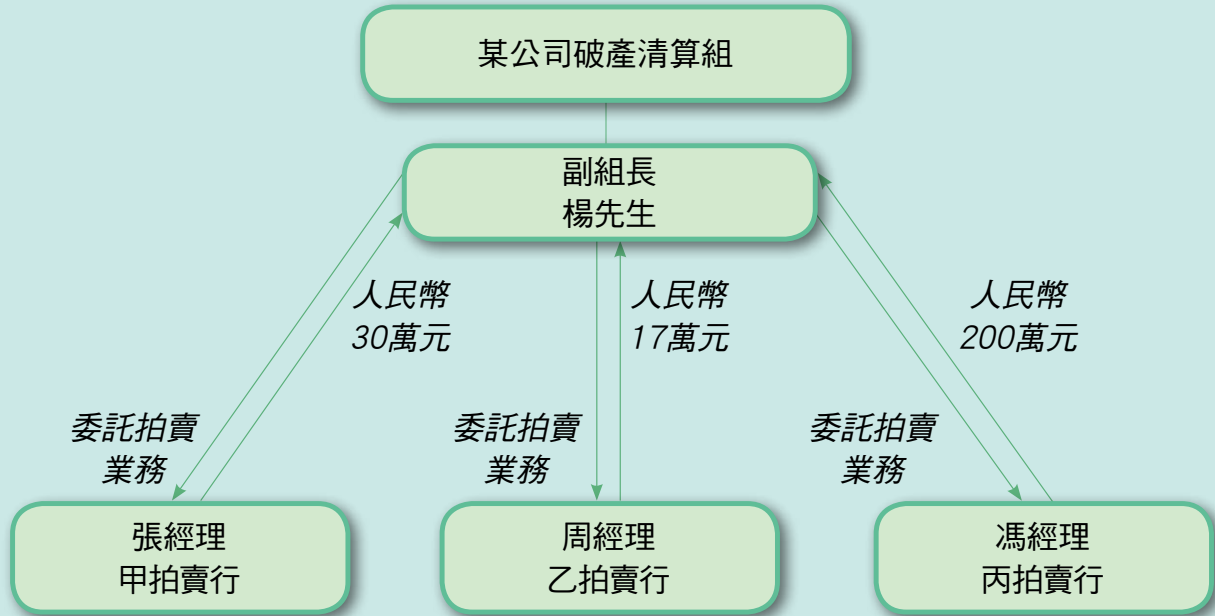 某公司破產清算組
副組長
楊先生
人民幣
30萬元
人民幣
17萬元
人民幣
200萬元
委託拍賣
業務
委託拍賣
業務
委託拍賣
業務
張經理
甲拍賣行
周經理
乙拍賣行
馮經理
丙拍賣行